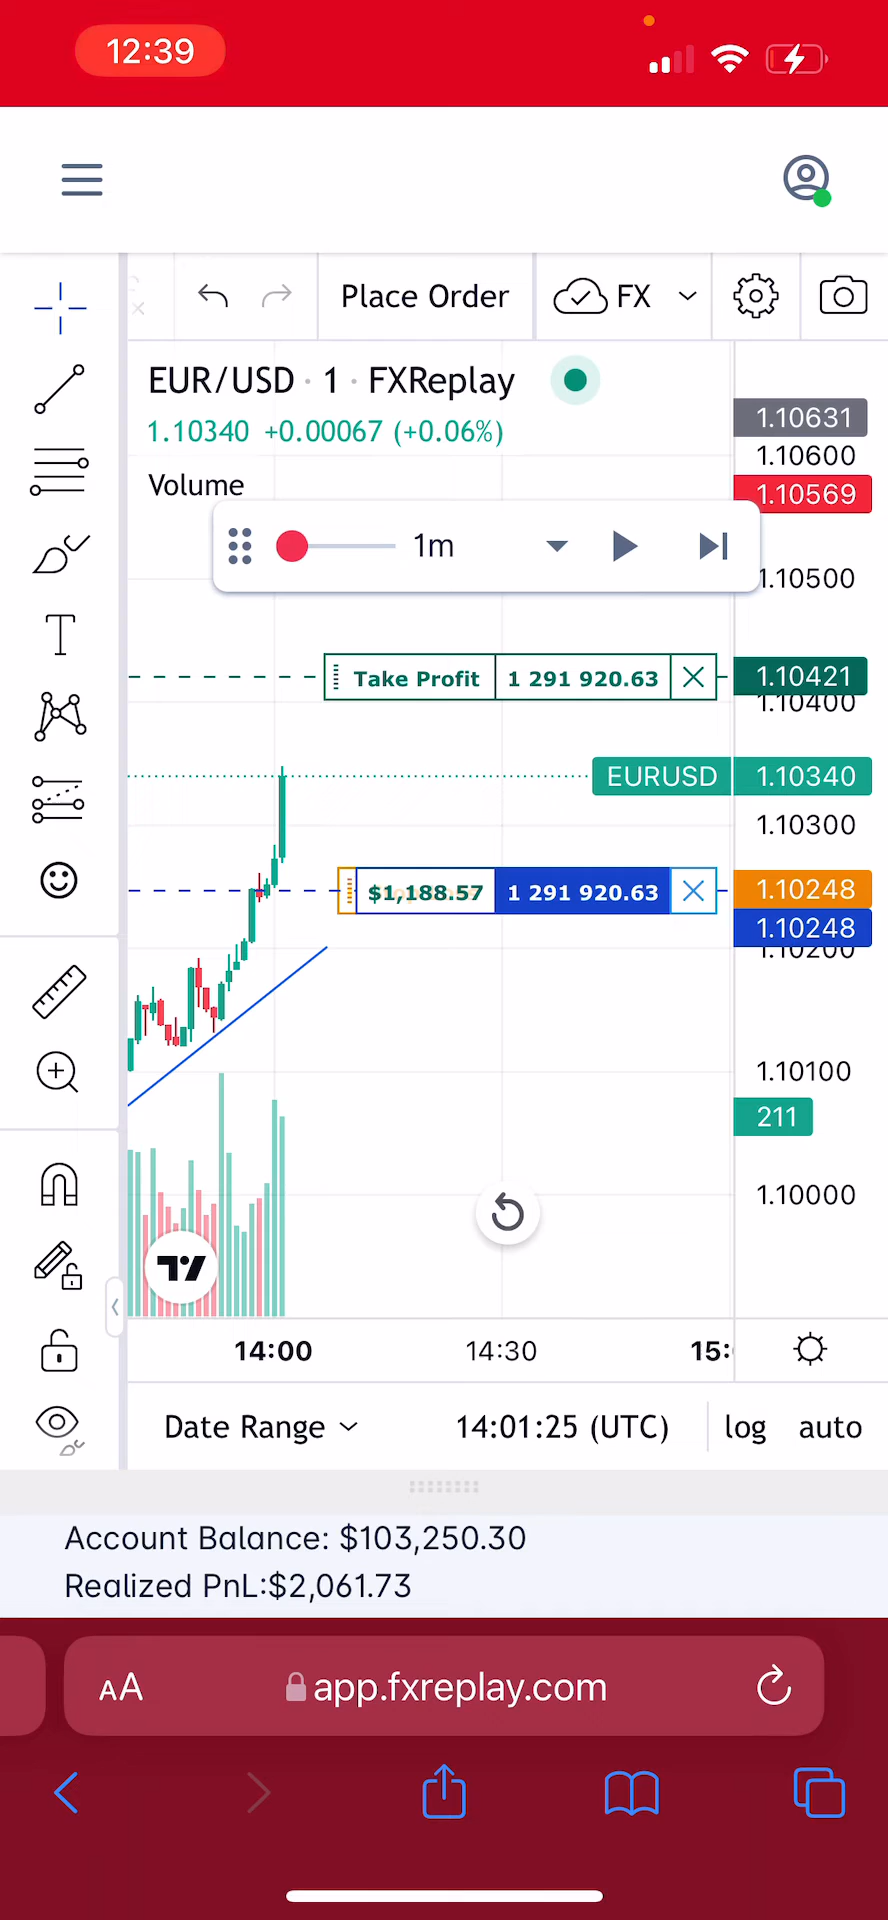 12:39
Place Order
FX
EUR/USD · 1 · FXReplay
1.10340 +0.00067 (+0.06%)
Volume
1m
1.10631
1.10600
1.10569
1.10500
Take Profit 1 291 920.63
1.10421
1.10400
EURUSD 1.10340
1.10300
$1,188.57 1 291 920.63
1.10248
1.10248
1.10200
1.10100
211
1.10000
14:00 14:30 15:
Date Range 14:01:25 (UTC) log auto
Account Balance: $103,250.30
Realized PnL:$2,061.73
AA app.fxreplay.com